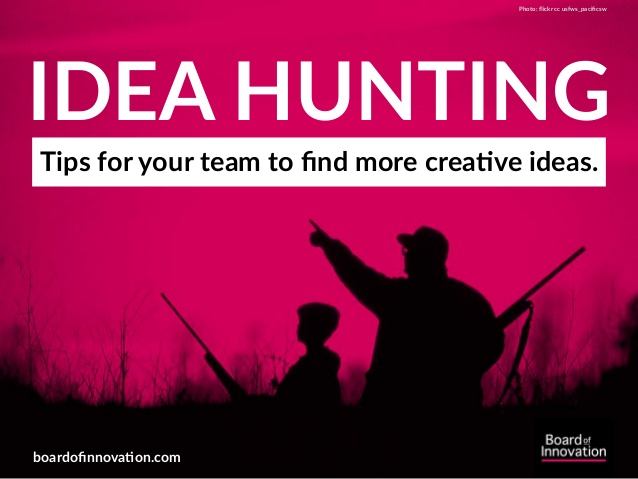 Photo: flickr cc usfws_pacificsw
IDEA HUNTING
Tips for your team to find more creative ideas.
boardofinnovation.com
Board of
Innovation